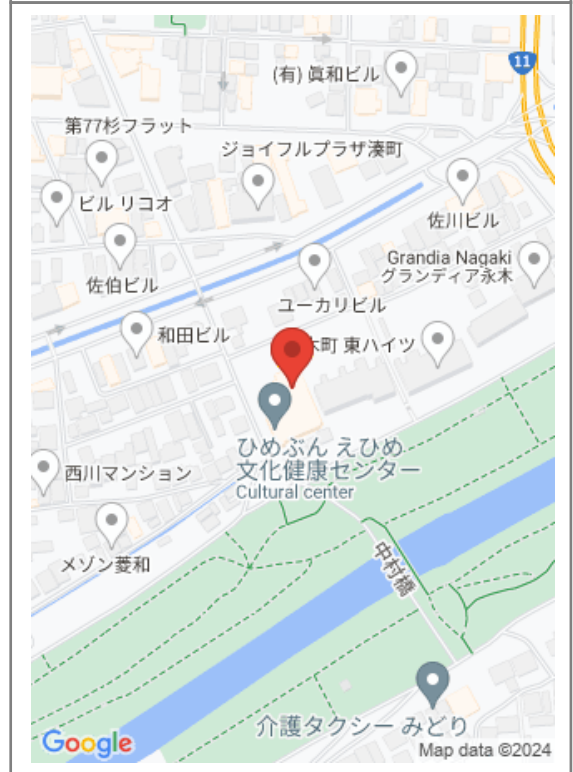 (有) 眞和ビル
11
第77杉フラット
ジョイフルプラザ湊町
ビル リコオ
佐川ビル
佐伯ビル
Grandia Nagaki
グランディア永木
ユーカリビル
和田ビル
町 東ハイツ
ひめぶん えひめ
文化健康センター
Cultural center
西川マンション
メゾン菱和
中村橋
介護タクシー みどり
Google
Map data ©2024